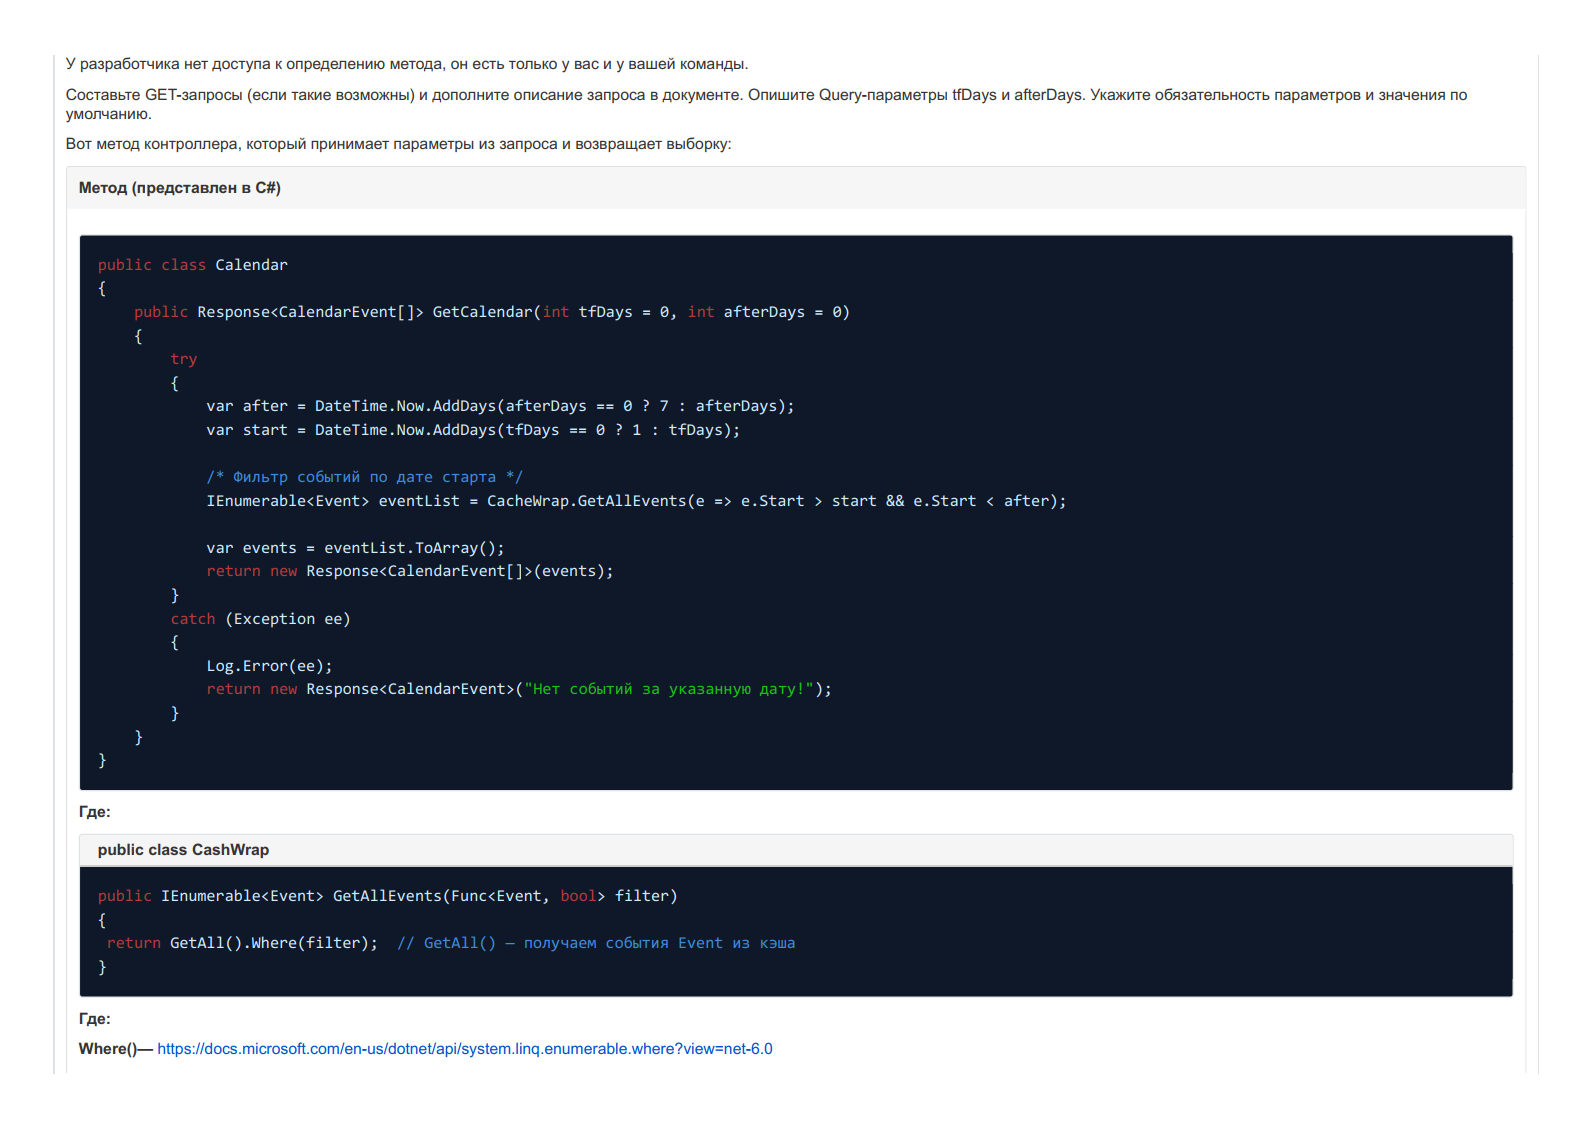 У разработчика нет доступа к определению метода, он есть только у вас и у вашей команды.
Составьте GET-запросы (если такие возможны) и дополните описание запроса в документе. Опишите Query-параметры tfDays и afterDays. Укажите обязательность параметров и значения по
умолчанию.
Вот метод контроллера, который принимает параметры из запроса и возвращает выборку:
Метод (представлен в C#)
public class Calendar
{
public Response<CalendarEvent[]> GetCalendar(int tfDays = 0, int afterDays = 0)
{
try
{
var after = DateTime.Now.AddDays(afterDays == 0 ? 7 : afterDays);
var start = DateTime.Now.AddDays(tfDays == 0 ? 1 : tfDays);
/* Фильтр событий по дате старта */
IEnumerable<Event> eventList = CacheWrap.GetAllEvents(e => e.Start > start && e.Start < after);
var events = eventList.ToArray();
return new Response<CalendarEvent[]>(events);
}
catch (Exception ee)
{
Log.Error(ee);
return new Response<CalendarEvent>("Нет событий за указанную дату!");
}
}
}
Где:
public class CashWrap
public IEnumerable<Event> GetAllEvents(Func<Event, bool> filter)
{
return GetAll().Where(filter);  // GetAll() – получаем события Event из кэша
}
Где:
Where()— https://docs.microsoft.com/en-us/dotnet/api/system.linq.enumerable.where?view=net-6.0